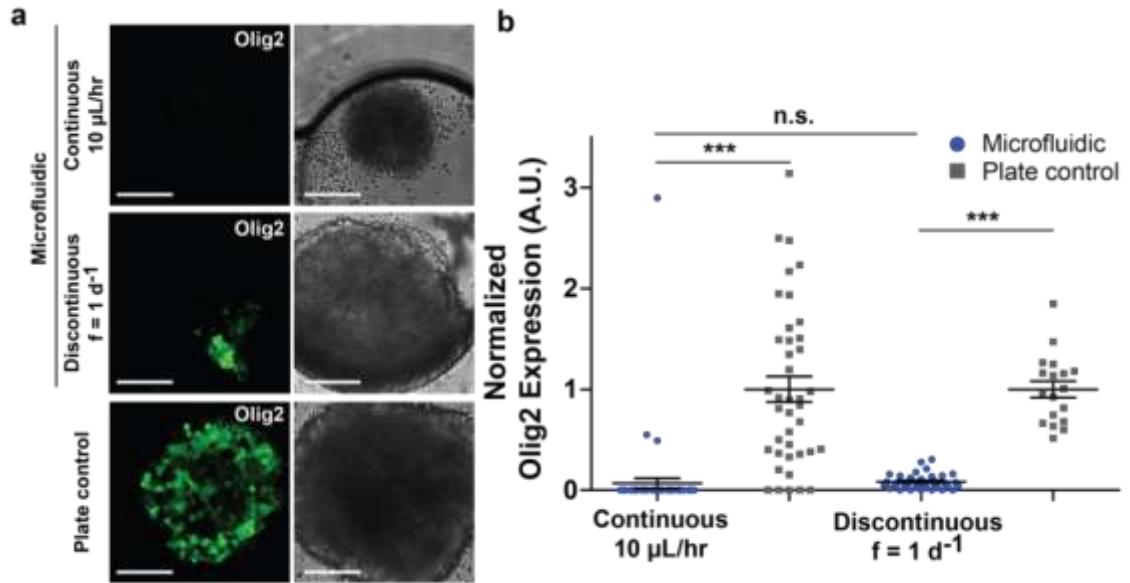 a
Microfluidic
Continuous
10 µL/hr
Olig2
Discontinuous
f = 1 d-1
Olig2
Plate control
Olig2
b
n.s.
***
***
Microfluidic
Plate control
Normalized
Olig2 Expression (A.U.)
3
2
1
0
Continuous
10 µL/hr
Discontinuous
f = 1 d-1